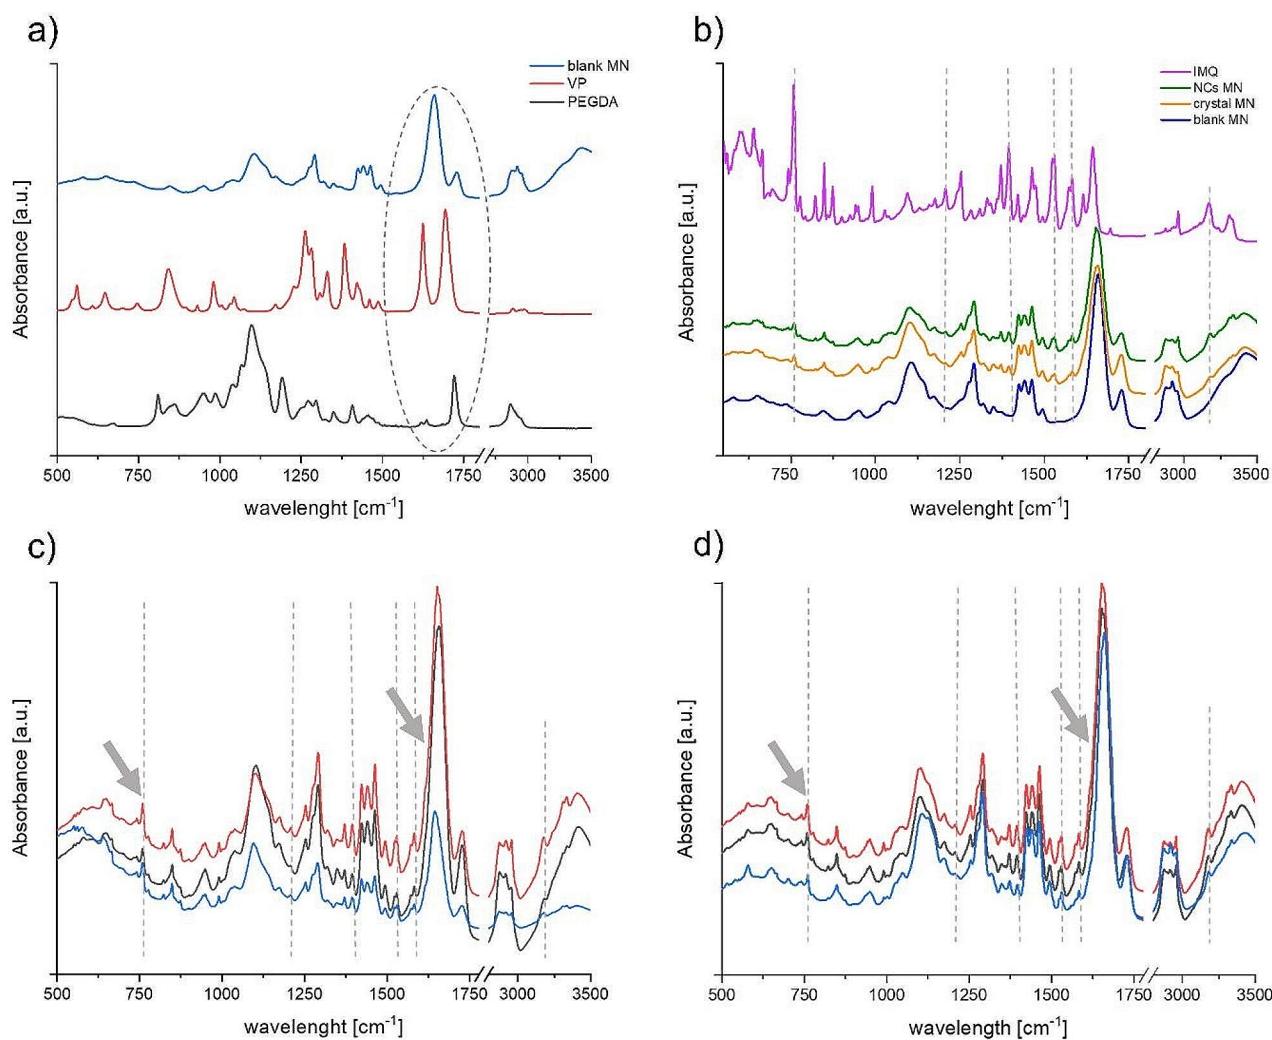 a)
blank MN
VP
PEGDA
Absorbance [a.u.]
500 750 1000 1250 1500 1750 3000 3500
wavelenght [cm-1]
b)
IMQ
NCs MN
crystal MN
blank MN
Absorbance [a.u.]
750 1000 1250 1500 1750 3000 3500
wavelenght [cm-1]
c)
Absorbance [a.u.]
500 750 1000 1250 1500 1750 3000 3500
wavelenght [cm-1]
d)
Absorbance [a.u.]
500 750 1000 1250 1500 1750 3000 3500
wavelength [cm-1]